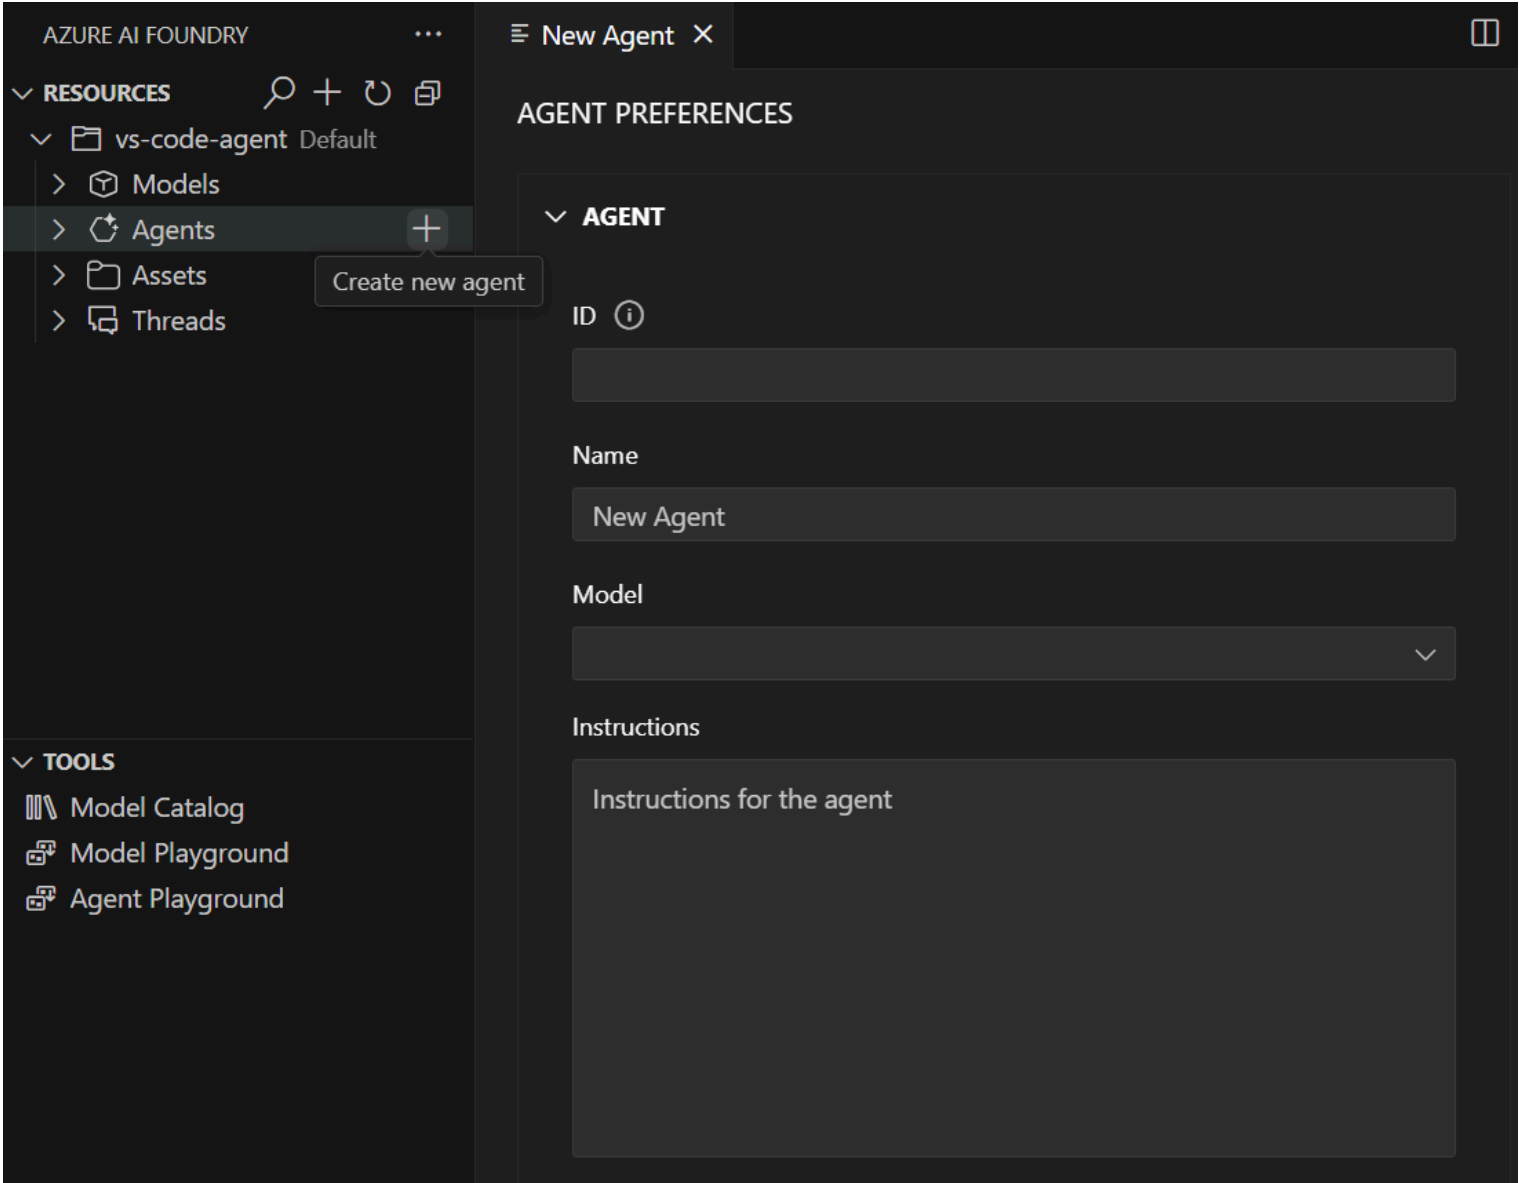 AZURE AI FOUNDRY
RESOURCES
vs-code-agent Default
Models
Agents
Create new agent
Assets
Threads
TOOLS
Model Catalog
Model Playground
Agent Playground
New Agent
AGENT PREFERENCES
AGENT
ID
Name
New Agent
Model
Instructions
Instructions for the agent